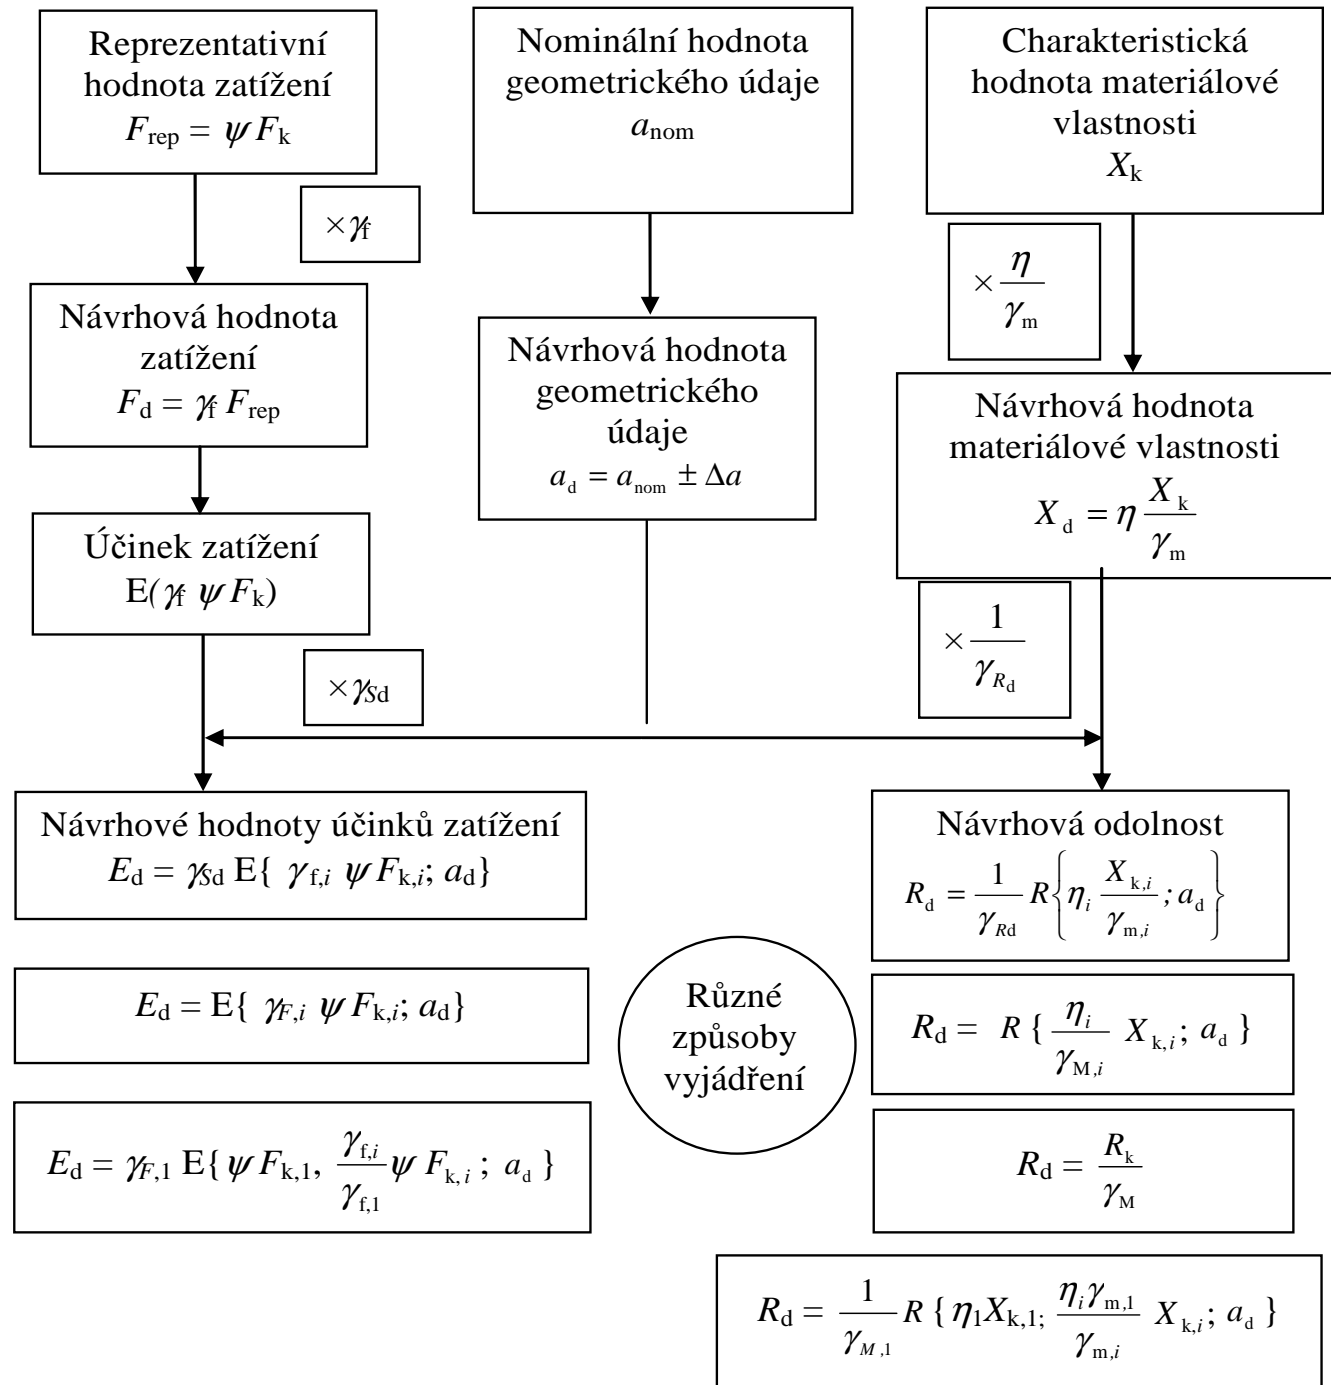 Reprezentativní
hodnota zatížení
F_rep = ψ F_k
Nominální hodnota
geometrického údaje
a_nom
Charakteristická
hodnota materiálové
vlastnosti
X_k
×γ_f
× η / γ_m
Návrhová hodnota
zatížení
F_d = γ_f F_rep
Návrhová hodnota
geometrického
údaje
a_d = a_nom ± Δa
Návrhová hodnota
materiálové vlastnosti
X_d = η X_k / γ_m
Účinek zatížení
E(γ_f ψ F_k)
×γ_Sd
× 1 / γ_Rd
Návrhové hodnoty účinků zatížení
E_d = γ_Sd E{ γ_f,i ψ F_k,i; a_d}
Návrhová odolnost
R_d = 1/γ_Rd R{η_i X_k,i / γ_m,i ; a_d}
E_d = E{ γ_F,i ψ F_k,i; a_d}
Různé
způsoby
vyjádření
R_d = R { η_i / γ_M,i X_k,i; a_d }
E_d = γ_F,1 E{ψ F_k,1, γ_f,i / γ_f,1 ψ F_k,i ; a_d }
R_d = R_k / γ_M
R_d = 1/γ_M,1 R { η_1X_k,1; η_i γ_m,1 / γ_m,i X_k,i; a_d }